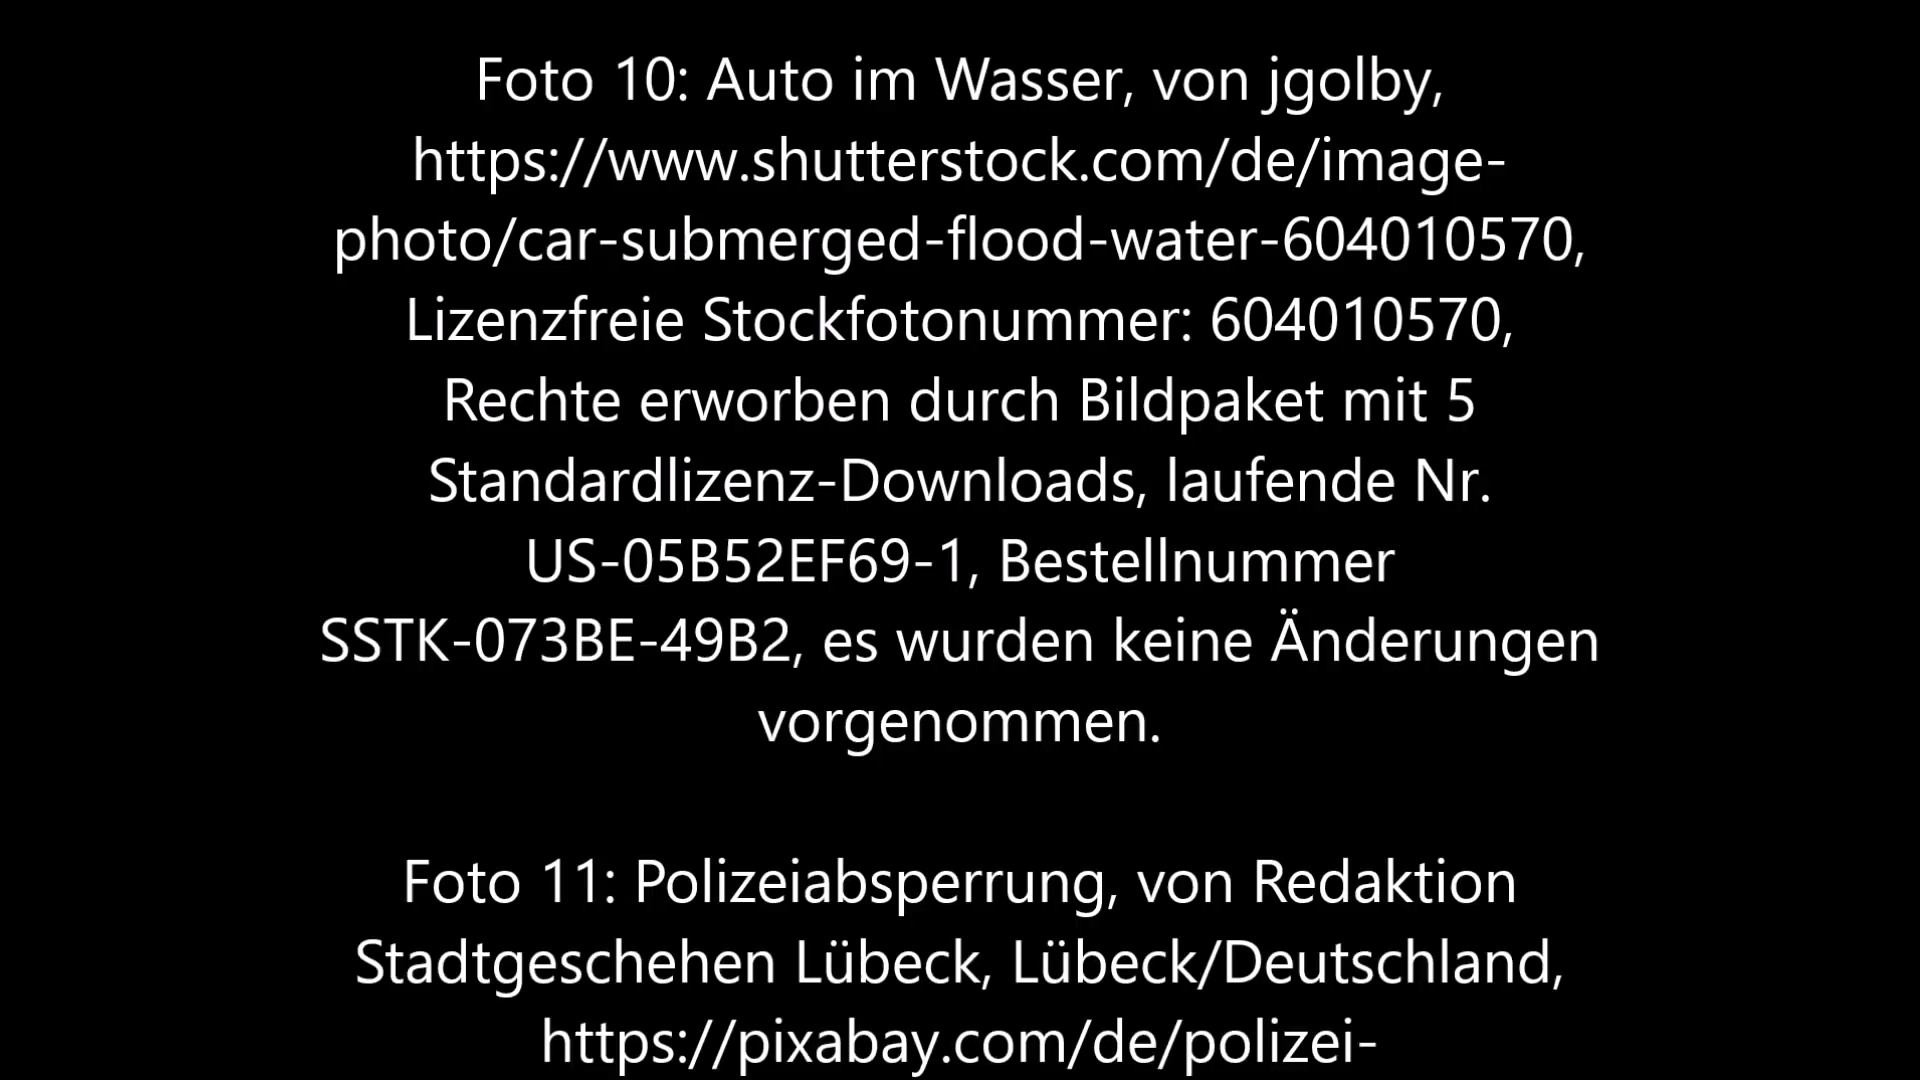 Foto 10: Auto im Wasser, von jgolby,
https://www.shutterstock.com/de/image-
photo/car-submerged-flood-water-604010570,
Lizenzfreie Stockfotonummer: 604010570,
Rechte erworben durch Bildpaket mit 5
Standardlizenz-Downloads, laufende Nr.
US-05B52EF69-1, Bestellnummer
SSTK-073BE-49B2, es wurden keine Änderungen
vorgenommen.
Foto 11: Polizeiabsperrung, von Redaktion
Stadtgeschehen Lübeck, Lübeck/Deutschland,
https://pixabay.com/de/polizei-